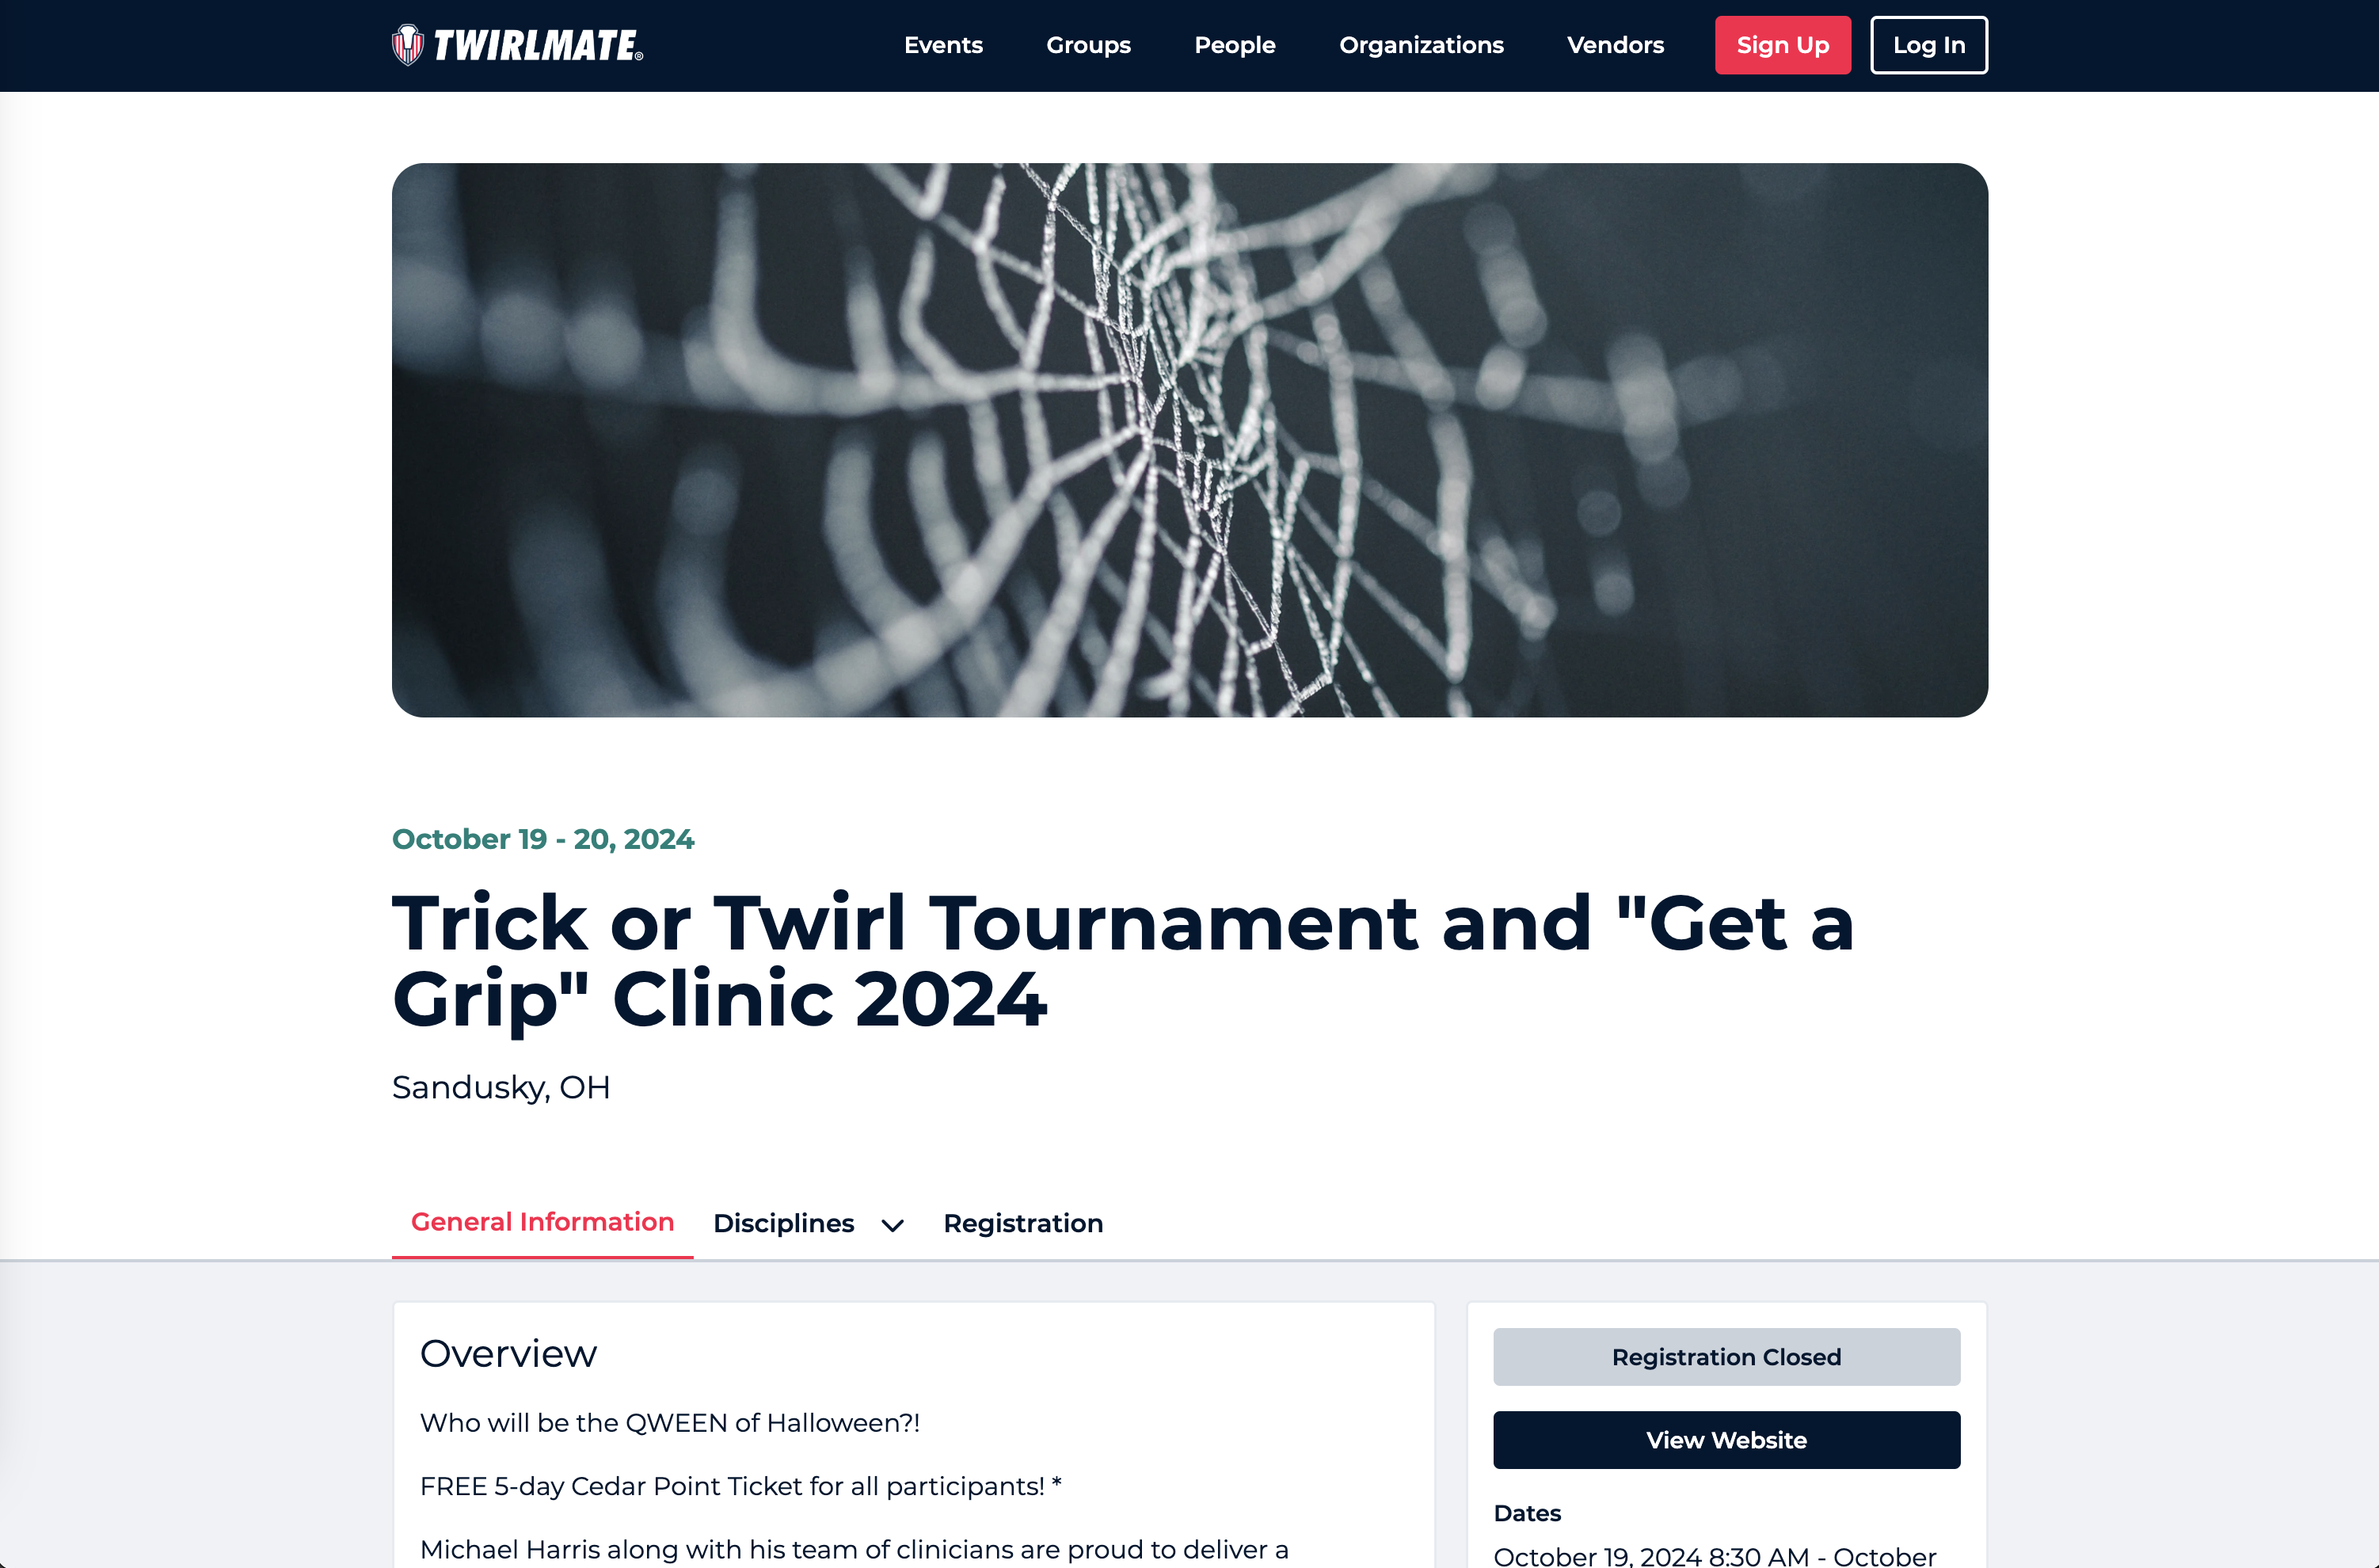 TWIRLMATE®
Events
Groups
People
Organizations
Vendors
Sign Up
Log In
October 19 - 20, 2024
Trick or Twirl Tournament and "Get a
Grip" Clinic 2024
Sandusky, OH
General Information
Disciplines
Registration
Overview
Who will be the QWEEN of Halloween?!
FREE 5-day Cedar Point Ticket for all participants! *
Michael Harris along with his team of clinicians are proud to deliver a
Registration Closed
View Website
Dates
October 19, 2024 8:30 AM - October